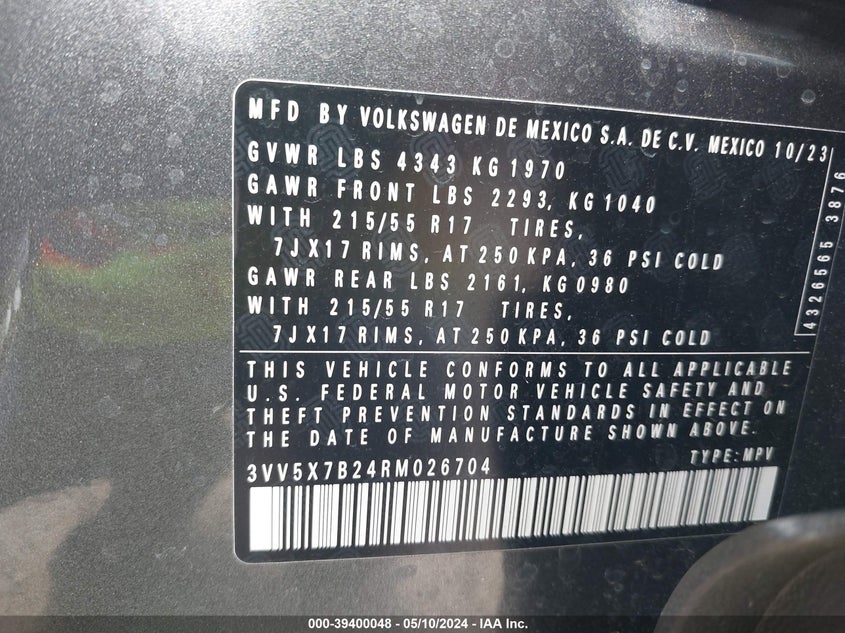 MFD BY VOLKSWAGEN DE MEXICO S.A. DE C.V. MEXICO 10/23
GVWR LBS 4343 KG 1970
GAWR FRONT LBS 2293, KG 1040
WITH 215/55 R17 TIRES,
7JX17 RIMS, AT 250 KPA, 36 PSI COLD
GAWR REAR LBS 2161, KG 0980
WITH 215/55 R17 TIRES,
7JX17 RIMS, AT 250 KPA, 36 PSI COLD
4326565 3876
THIS VEHICLE CONFORMS TO ALL APPLICABLE
U.S. FEDERAL MOTOR VEHICLE SAFETY AND
THEFT PREVENTION STANDARDS IN EFFECT ON
THE DATE OF MANUFACTURE SHOWN ABOVE.
3VV5X7B24RM026704 TYPE: MPV
000-39400048 — 05/10/2024 — IAA Inc.